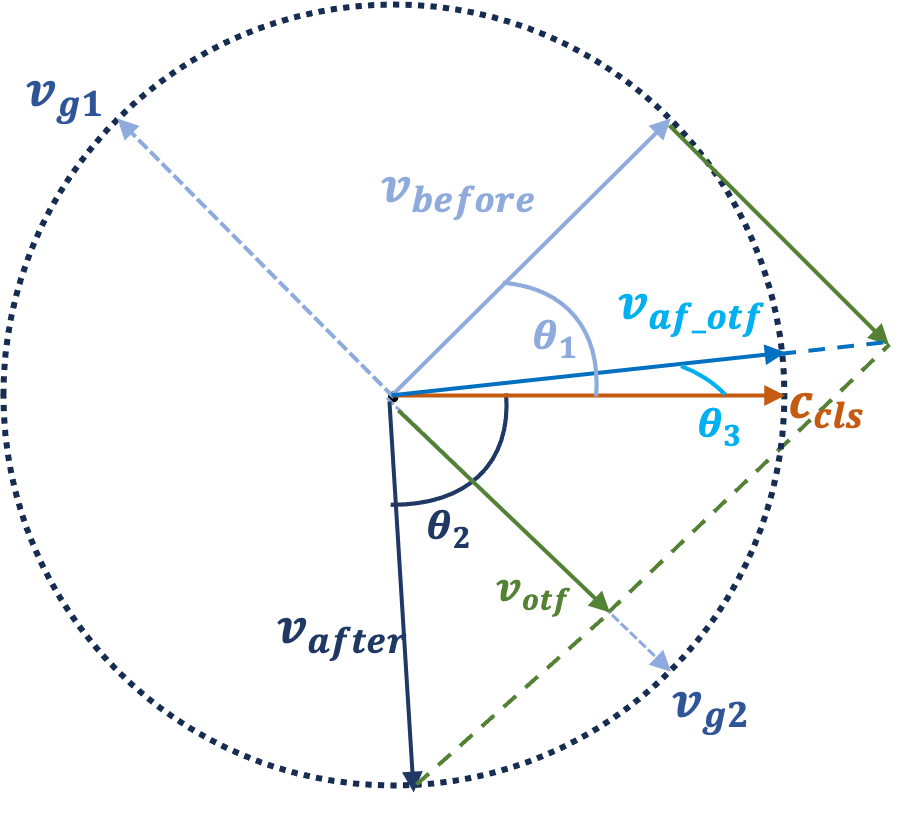 v_g1
v_before
v_af_otf
θ_1
c_cls
θ_3
θ_2
v_otf
v_after
v_g2